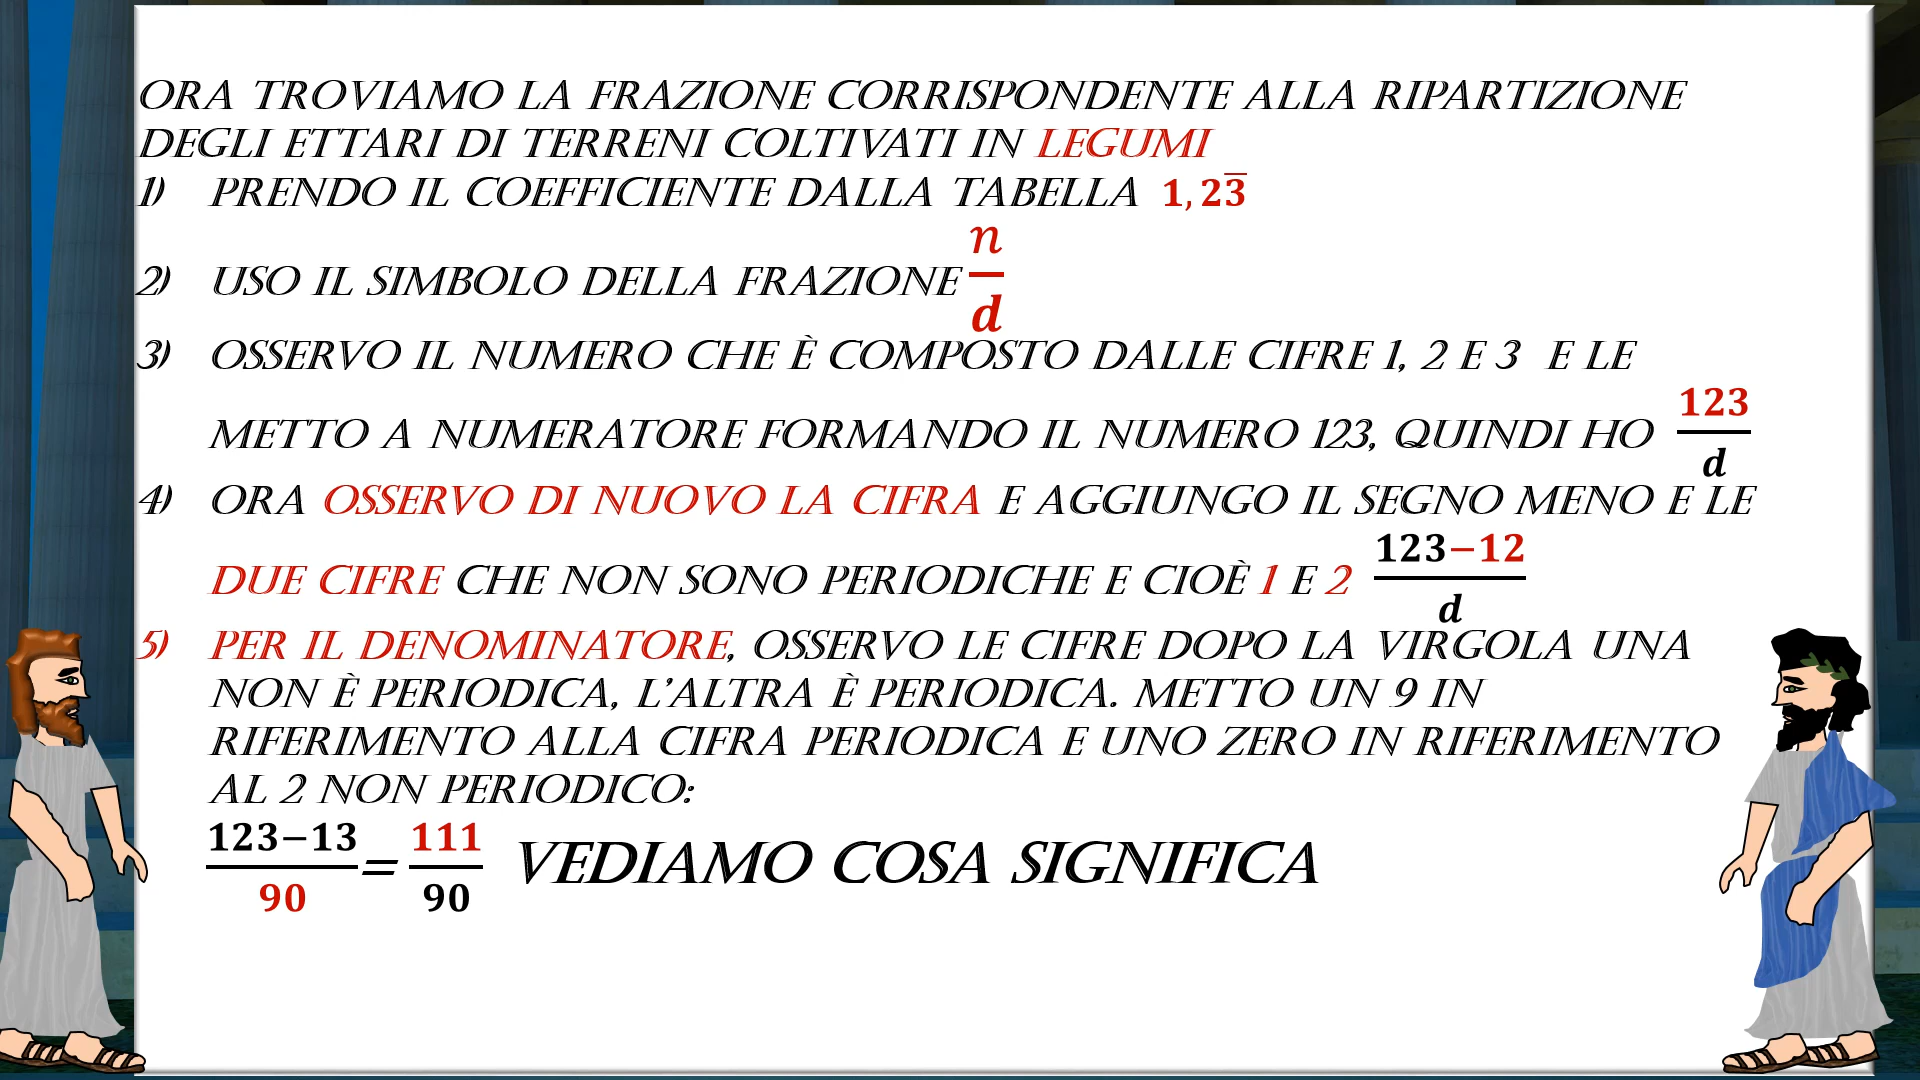 ORA TROVIAMO LA FRAZIONE CORRISPONDENTE ALLA RIPARTIZIONE
DEGLI ETTARI DI TERRENI COLTIVATI IN LEGUMI
1) PRENDO IL COEFFICIENTE DALLA TABELLA 1,23̅
2) USO IL SIMBOLO DELLA FRAZIONE n/d
3) OSSERVO IL NUMERO CHE È COMPOSTO DALLE CIFRE 1, 2 E 3 E LE
METTO A NUMERATORE FORMANDO IL NUMERO 123, QUINDI HO 123/d
4) ORA OSSERVO DI NUOVO LA CIFRA E AGGIUNGO IL SEGNO MENO E LE
DUE CIFRE CHE NON SONO PERIODICHE E CIOÈ 1 E 2 123−12/d
5) PER IL DENOMINATORE, OSSERVO LE CIFRE DOPO LA VIRGOLA UNA
NON È PERIODICA, L'ALTRA È PERIODICA. METTO UN 9 IN
RIFERIMENTO ALLA CIFRA PERIODICA E UNO ZERO IN RIFERIMENTO
AL 2 NON PERIODICO:
123−13/90 = 111/90 VEDIAMO COSA SIGNIFICA